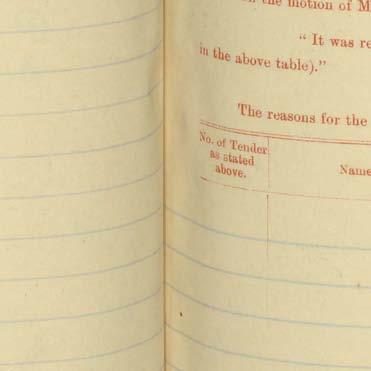 the motion of M
“ It was re
in the above table).”
The reasons for the
No. of Tender
as stated
above.
Name